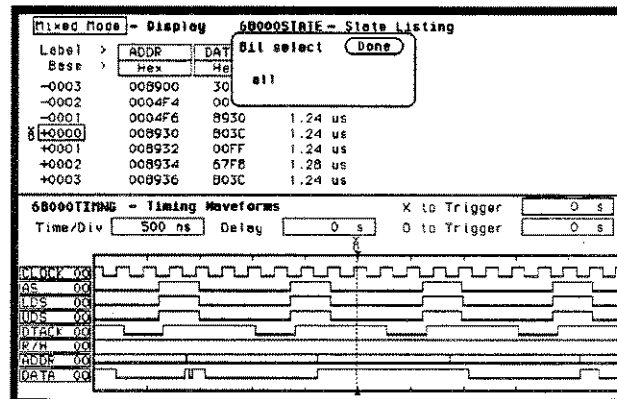 Mixed Mode - Display 68000STATE - State Listing
Label > ADDR DAT
Base > Hex He
Bit select Done
all
-0003 008900 30
-0002 0004F4 00
-0001 0004F6 8930 1.24 us
+0000 008930 B03C 1.24 us
+0001 008932 00FF 1.24 us
+0002 008934 67F8 1.28 us
+0003 008936 B03C 1.24 us
68000TIMNG - Timing Waveforms X to Trigger 0 s
Time/Div 500 ns Delay 0 s O to Trigger 0 s
CLOCK 00
AS 00
LDS 00
UDS 00
DTACK 00
R/W 00
ADDR 00
DATA 00